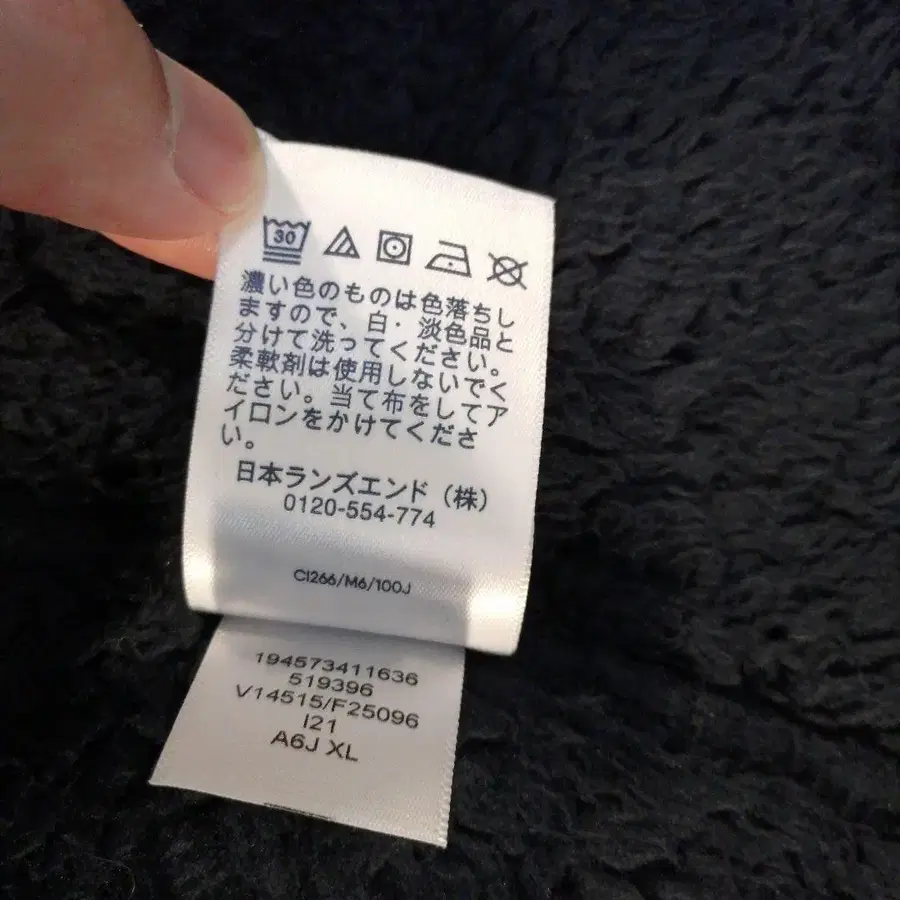 30
濃い色のものは色落ちし
ますので、白・淡色品と
分けて洗ってください。
柔軟剤は使用しないでく
ださい。当て布をしてア
イロンをかけてくださ
い。
日本ランズエンド（株）
0120-554-774
CI266/M6/100J
194573411636
519396
V14515/F25096
I21
A6J XL